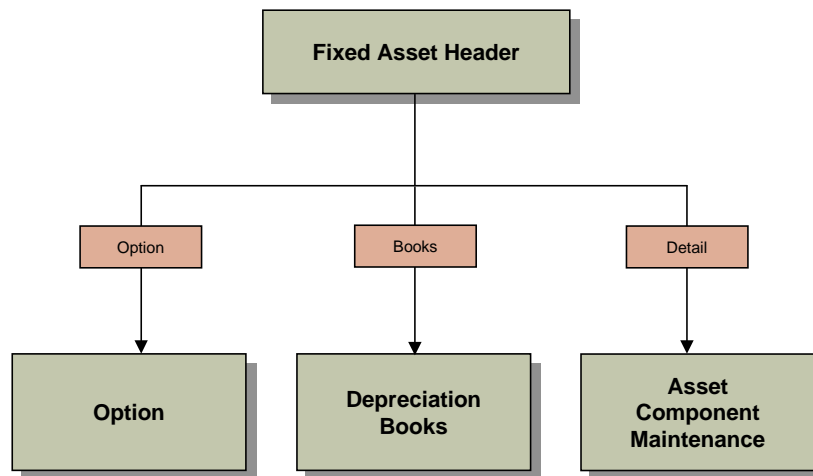 Fixed Asset Header
Option
Books
Detail
Option
Depreciation
Books
Asset
Component
Maintenance